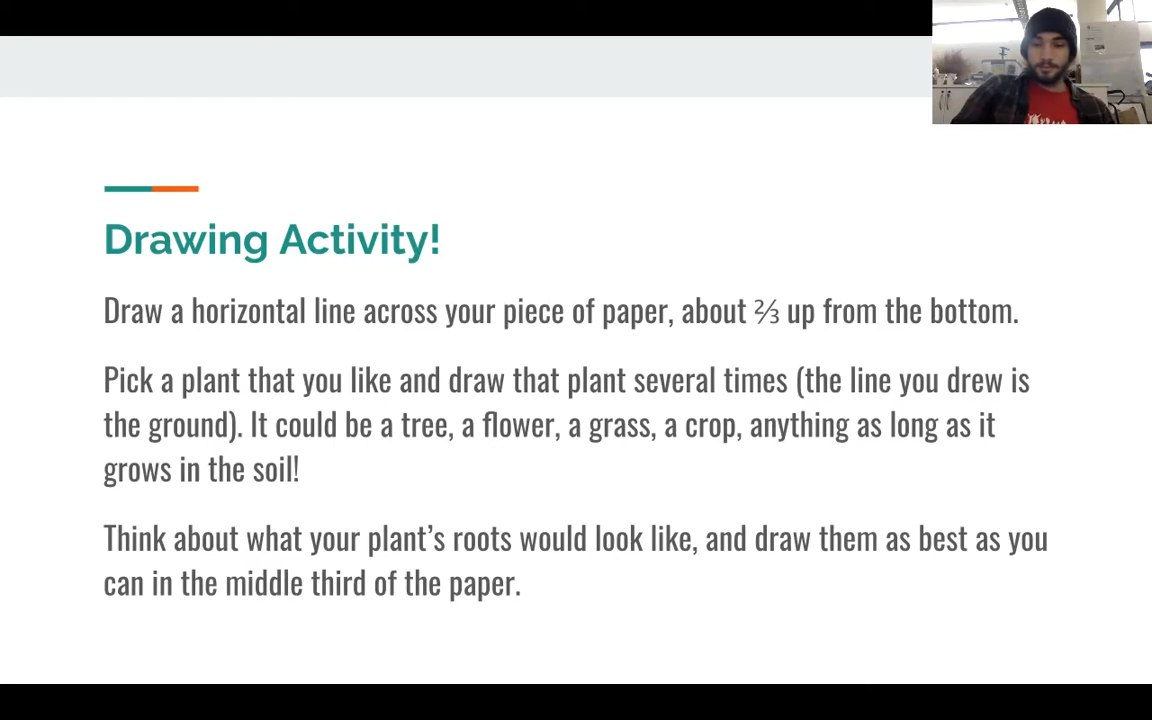 Drawing Activity!
Draw a horizontal line across your piece of paper, about ⅔ up from the bottom.
Pick a plant that you like and draw that plant several times (the line you drew is
the ground). It could be a tree, a flower, a grass, a crop, anything as long as it
grows in the soil!
Think about what your plant’s roots would look like, and draw them as best as you
can in the middle third of the paper.